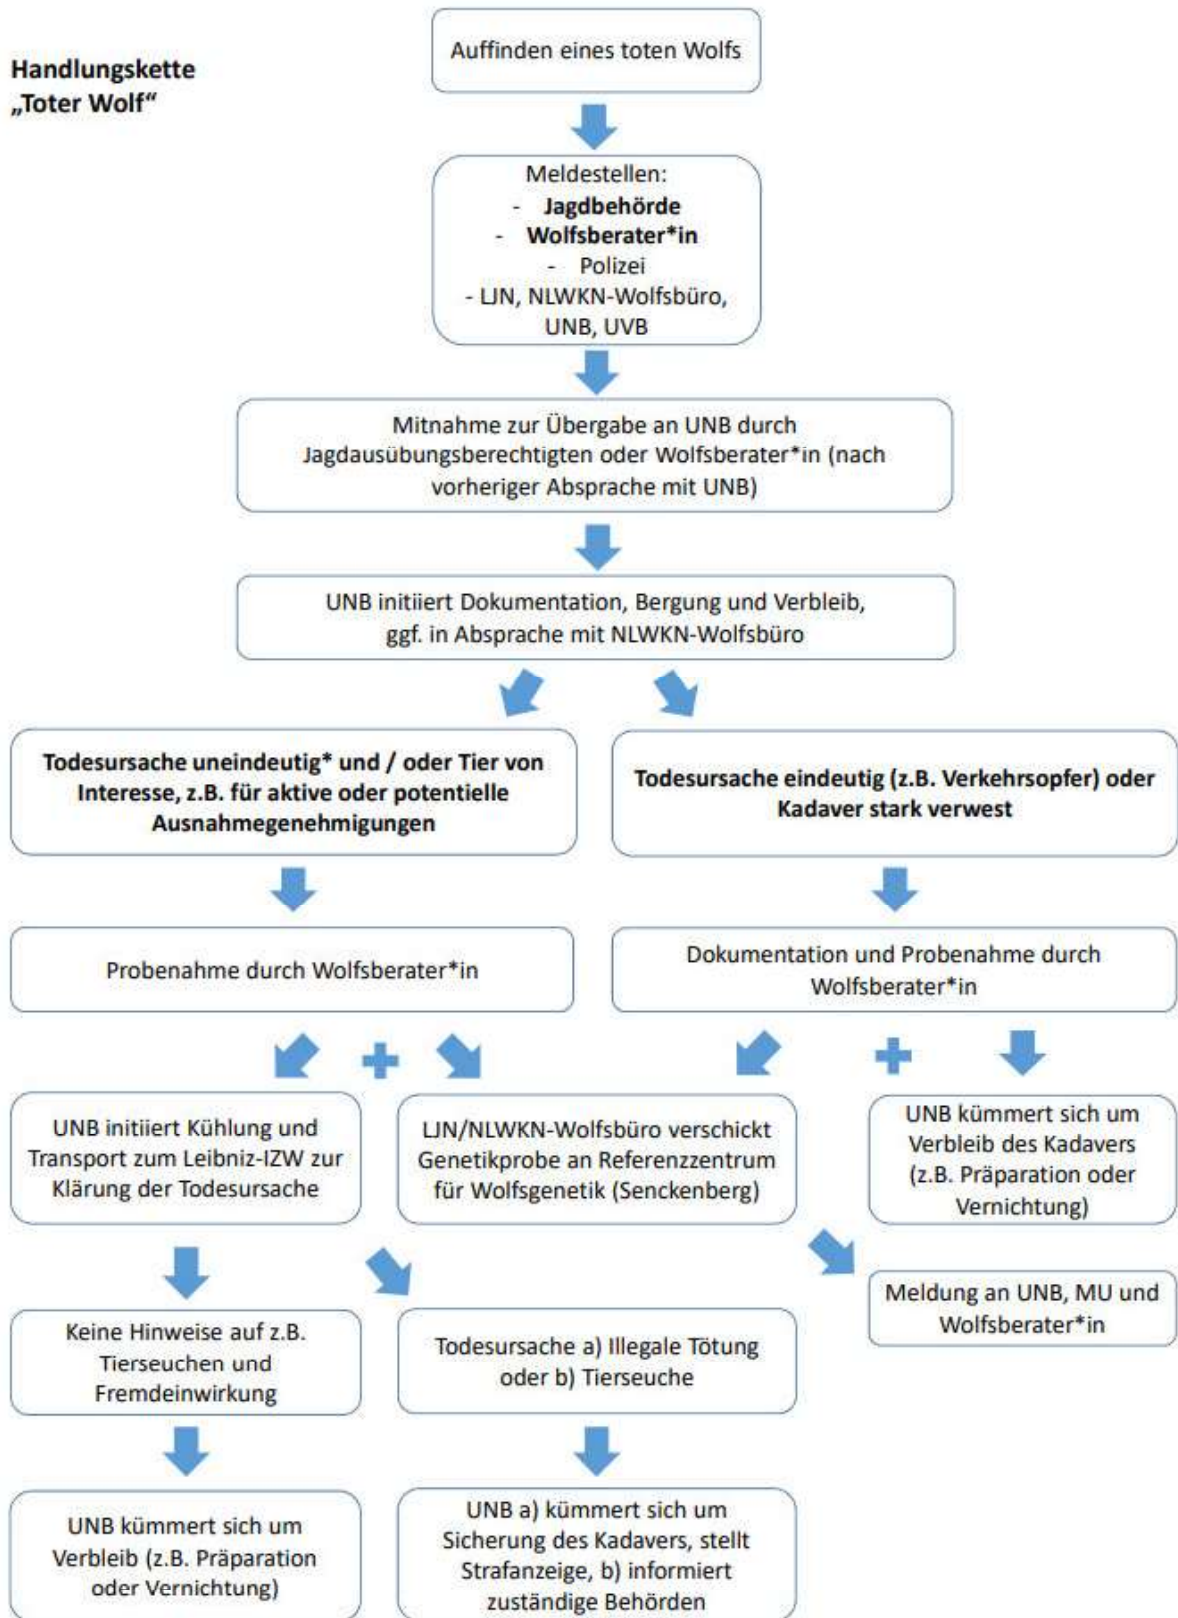 Handlungskette
„Toter Wolf“
Auffinden eines toten Wolfs
Meldestellen:
- Jagdbehörde
- Wolfsberater*in
- Polizei
- LJN, NLWKN-Wolfsbüro,
UNB, UVB
Mitnahme zur Übergabe an UNB durch
Jagdausübungsberechtigten oder Wolfsberater*in (nach
vorheriger Absprache mit UNB)
UNB initiiert Dokumentation, Bergung und Verbleib,
ggf. in Absprache mit NLWKN-Wolfsbüro
Todesursache uneindeutig* und / oder Tier von
Interesse, z.B. für aktive oder potentielle
Ausnahmegenehmigungen
Todesursache eindeutig (z.B. Verkehrsopfer) oder
Kadaver stark verwest
Probenahme durch Wolfsberater*in
Dokumentation und Probenahme durch
Wolfsberater*in
UNB initiiert Kühlung und
Transport zum Leibniz-IZW zur
Klärung der Todesursache
LJN/NLWKN-Wolfsbüro verschickt
Genetikprobe an Referenzzentrum
für Wolfsgenetik (Senckenberg)
UNB kümmert sich um
Verbleib des Kadavers
(z.B. Präparation oder
Vernichtung)
Meldung an UNB, MU und
Wolfsberater*in
Keine Hinweise auf z.B.
Tierseuchen und
Fremdeinwirkung
Todesursache a) Illegale Tötung
oder b) Tierseuche
UNB kümmert sich um
Verbleib (z.B. Präparation
oder Vernichtung)
UNB a) kümmert sich um
Sicherung des Kadavers, stellt
Strafanzeige, b) informiert
zuständige Behörden